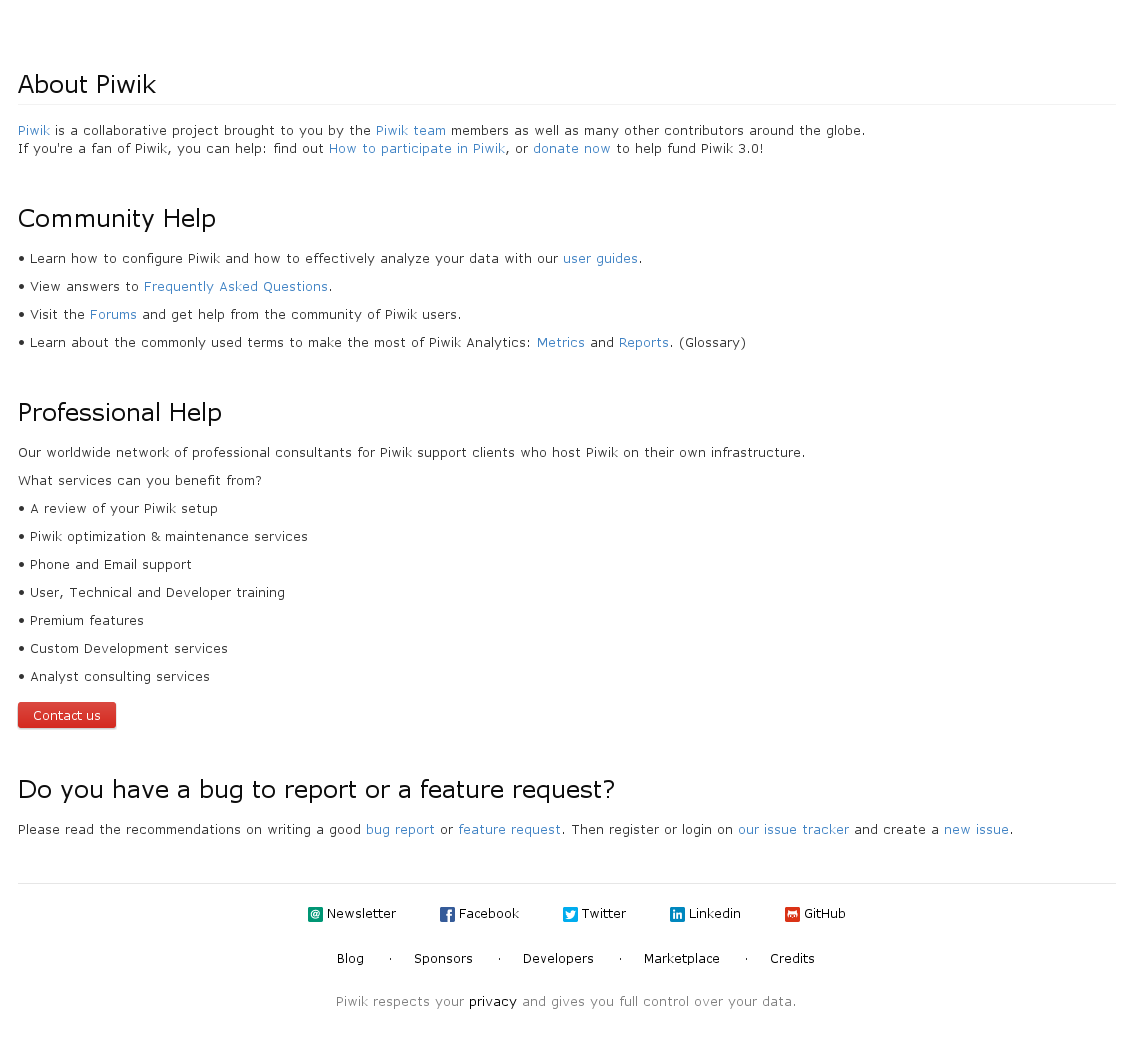 About Piwik
Piwik is a collaborative project brought to you by the Piwik team members as well as many other contributors around the globe.
If you're a fan of Piwik, you can help: find out How to participate in Piwik, or donate now to help fund Piwik 3.0!
Community Help
• Learn how to configure Piwik and how to effectively analyze your data with our user guides.
• View answers to Frequently Asked Questions.
• Visit the Forums and get help from the community of Piwik users.
• Learn about the commonly used terms to make the most of Piwik Analytics: Metrics and Reports. (Glossary)
Professional Help
Our worldwide network of professional consultants for Piwik support clients who host Piwik on their own infrastructure.
What services can you benefit from?
• A review of your Piwik setup
• Piwik optimization & maintenance services
• Phone and Email support
• User, Technical and Developer training
• Premium features
• Custom Development services
• Analyst consulting services
Contact us
Do you have a bug to report or a feature request?
Please read the recommendations on writing a good bug report or feature request. Then register or login on our issue tracker and create a new issue.
Newsletter Facebook Twitter Linkedin GitHub
Blog · Sponsors · Developers · Marketplace · Credits
Piwik respects your privacy and gives you full control over your data.